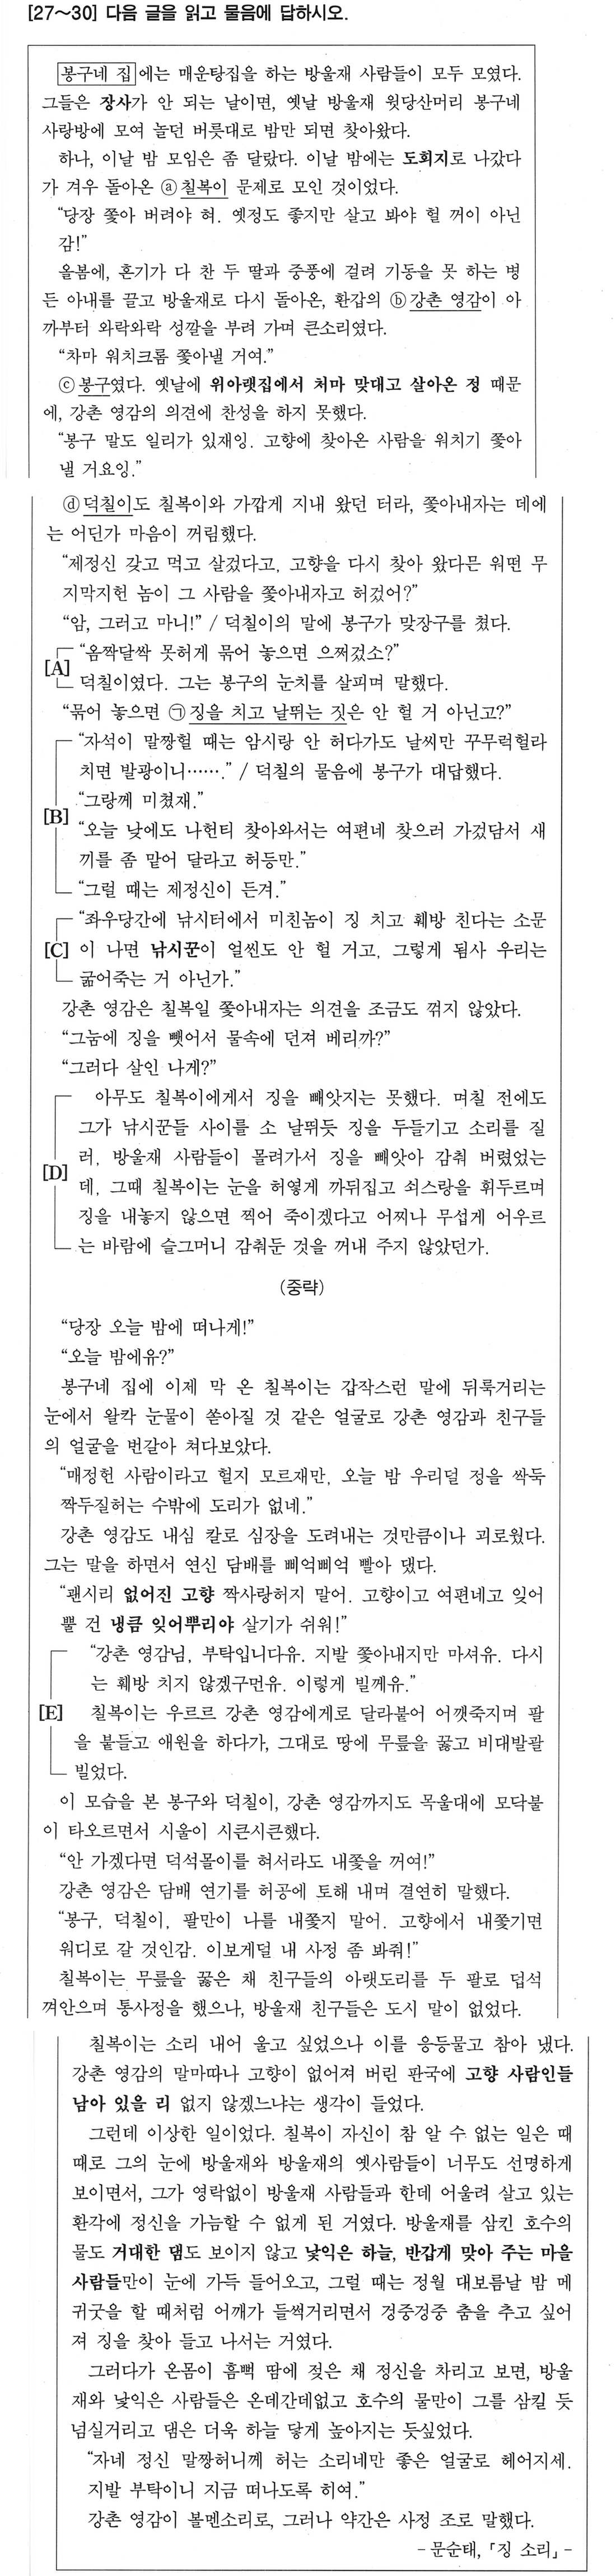 [27~30] 다음 글을 읽고 물음에 답하시오.
봉구네 집에는 매운탕집을 하는 방울재 사람들이 모두 모였다.
그들은 장사가 안 되는 날이면, 옛날 방울재 윗당산머리 봉구네
사랑방에 모여 놀던 버릇대로 밤만 되면 찾아왔다.
하나, 이날 밤 모임은 좀 달랐다. 이날 밤에는 도회지로 나갔다
가 겨우 돌아온 ⓐ칠복이 문제로 모인 것이었다.
“당장 쫓아 버려야 혀. 옛정도 좋지만 살고 봐야 헐 꺼이 아닌
감!”
올봄에, 혼기가 다 찬 두 딸과 중풍에 걸려 기동을 못 하는 병
든 아내를 끌고 방울재로 다시 돌아온, 환갑의 ⓑ강촌 영감이 아
까부터 와락와락 성깔을 부려 가며 큰소리였다.
“차마 워치크롬 쫓아낼 거여.”
ⓒ봉구였다. 옛날에 위아랫집에서 처마 맞대고 살아온 정 때문
에, 강촌 영감의 의견에 찬성을 하지 못했다.
“봉구 말도 일리가 있재잉. 고향에 찾아온 사람을 워치기 쫓아
낼 거요잉.”
ⓓ덕칠이도 칠복이와 가깝게 지내 왔던 터라, 쫓아내자는 데에
는 어딘가 마음이 꺼림했다.
“제정신 갖고 먹고 살겄다고, 고향을 다시 찾아 왔다믄 워떤 무
지막지헌 놈이 그 사람을 쫓아내자고 허겄어?”
“암, 그러고 마니!” / 덕칠이의 말에 봉구가 맞장구를 쳤다.
[A] “옴짝달싹 못허게 묶어 놓으면 으쩌겄소?”
덕칠이였다. 그는 봉구의 눈치를 살피며 말했다.
“묶어 놓으면 ㉠징을 치고 날뛰는 짓은 안 헐 거 아닌고?”
“자석이 말짱헐 때는 암시랑 안 허다가도 날씨만 꾸무럭헐라
치면 발광이니…….” / 덕칠의 물음에 봉구가 대답했다.
“그랑께 미쳤재.”
[B]
“오늘 낮에도 나헌티 찾아와서는 여편네 찾으러 가겄담서 새
끼를 좀 맡어 달라고 허등만.”
“그럴 때는 제정신이 든겨.”
“좌우당간에 낚시터에서 미친놈이 징 치고 훼방 친다는 소문
[C] 이 나면 낚시꾼이 얼씬도 안 헐 거고, 그렇게 됨사 우리는
굶어죽는 거 아닌가.”
강촌 영감은 칠복일 쫓아내자는 의견을 조금도 꺾지 않았다.
“그눔에 징을 뺏어서 물속에 던져 베리까?”
“그러다 살인 나게?”
아무도 칠복이에게서 징을 빼앗지는 못했다. 며칠 전에도
그가 낚시꾼들 사이를 소 날뛰듯 징을 두들기고 소리를 질
러, 방울재 사람들이 몰려가서 징을 빼앗아 감춰 버렸었는
[D] 데, 그때 칠복이는 눈을 허옇게 까뒤집고 쇠스랑을 휘두르며
징을 내놓지 않으면 찍어 죽이겠다고 어찌나 무섭게 어우르
는 바람에 슬그머니 감춰둔 것을 꺼내 주지 않았던가.
(중략)
“당장 오늘 밤에 떠나게!”
“오늘 밤에유?”
봉구네 집에 이제 막 온 칠복이는 갑작스런 말에 뒤룩거리는
눈에서 왈칵 눈물이 쏟아질 것 같은 얼굴로 강촌 영감과 친구들
의 얼굴을 번갈아 쳐다보았다.
“매정헌 사람이라고 헐지 모르재만, 오늘 밤 우리덜 정을 싹둑
짝두질허는 수밖에 도리가 없네.”
강촌 영감도 내심 칼로 심장을 도려내는 것만큼이나 괴로웠다.
그는 말을 하면서 연신 담배를 삐억삐억 빨아 댔다.
“괜시리 없어진 고향 짝사랑허지 말어. 고향이고 여편네고 잊어
뿔 건 냉큼 잊어뿌리야 살기가 쉬워!”
“강촌 영감님, 부탁입니다유. 지발 쫓아내지만 마셔유. 다시
는 훼방 치지 않겠구먼유. 이렇게 빌께유.”
[E] 칠복이는 우르르 강촌 영감에게로 달라붙어 어깻죽지며 팔
을 붙들고 애원을 하다가, 그대로 땅에 무릎을 꿇고 비대발괄
빌었다.
이 모습을 본 봉구와 덕칠이, 강촌 영감까지도 목울대에 모닥불
이 타오르면서 시울이 시큰시큰했다.
“안 가겠다면 덕석몰이를 혀서라도 내쫓을 꺼여!”
강촌 영감은 담배 연기를 허공에 토해 내며 결연히 말했다.
“봉구, 덕칠이, 팔만이 나를 내쫓지 말어. 고향에서 내쫓기면
워디로 갈 것인감. 이보게덜 내 사정 좀 봐줘!”
칠복이는 무릎을 꿇은 채 친구들의 아랫도리를 두 팔로 덥석
껴안으며 통사정을 했으나, 방울재 친구들은 도시 말이 없었다.
칠복이는 소리 내어 울고 싶었으나 이를 응등물고 참아 냈다.
강촌 영감의 말마따나 고향이 없어져 버린 판국에 고향 사람인들
남아 있을 리 없지 않겠느냐는 생각이 들었다.
그런데 이상한 일이었다. 칠복이 자신이 참 알 수 없는 일은 때
때로 그의 눈에 방울재와 방울재의 옛사람들이 너무도 선명하게
보이면서, 그가 영락없이 방울재 사람들과 한데 어울려 살고 있는
환각에 정신을 가눌할 수 없게 된 거였다. 방울재를 삼킨 호수의
물도 거대한 댐도 보이지 않고 낯익은 하늘, 반갑게 맞아 주는 마을
사람들만이 눈에 가득 들어오고, 그럴 때는 정월 대보름날 밤 메
귀굿을 할 때처럼 어깨가 들썩거리면서 경중경중 춤을 추고 싶어
져 징을 찾아 들고 나서는 거였다.
그러다가 온몸이 흠뻑 땀에 젖은 채 정신을 차리고 보면, 방울
재와 낯익은 사람들은 온데간데없고 호수의 물만이 그를 삼킬 듯
넘실거리고 댐은 더욱 하늘 닿게 높아지는 듯싶었다.
“자네 정신 말짱허니께 허는 소리네만 좋은 얼굴로 헤어지세.
지발 부탁이니 지금 떠나도록 히여.”
강촌 영감이 볼멘소리로, 그러나 약간은 사정 조로 말했다.
- 문순태, 「징 소리」 -